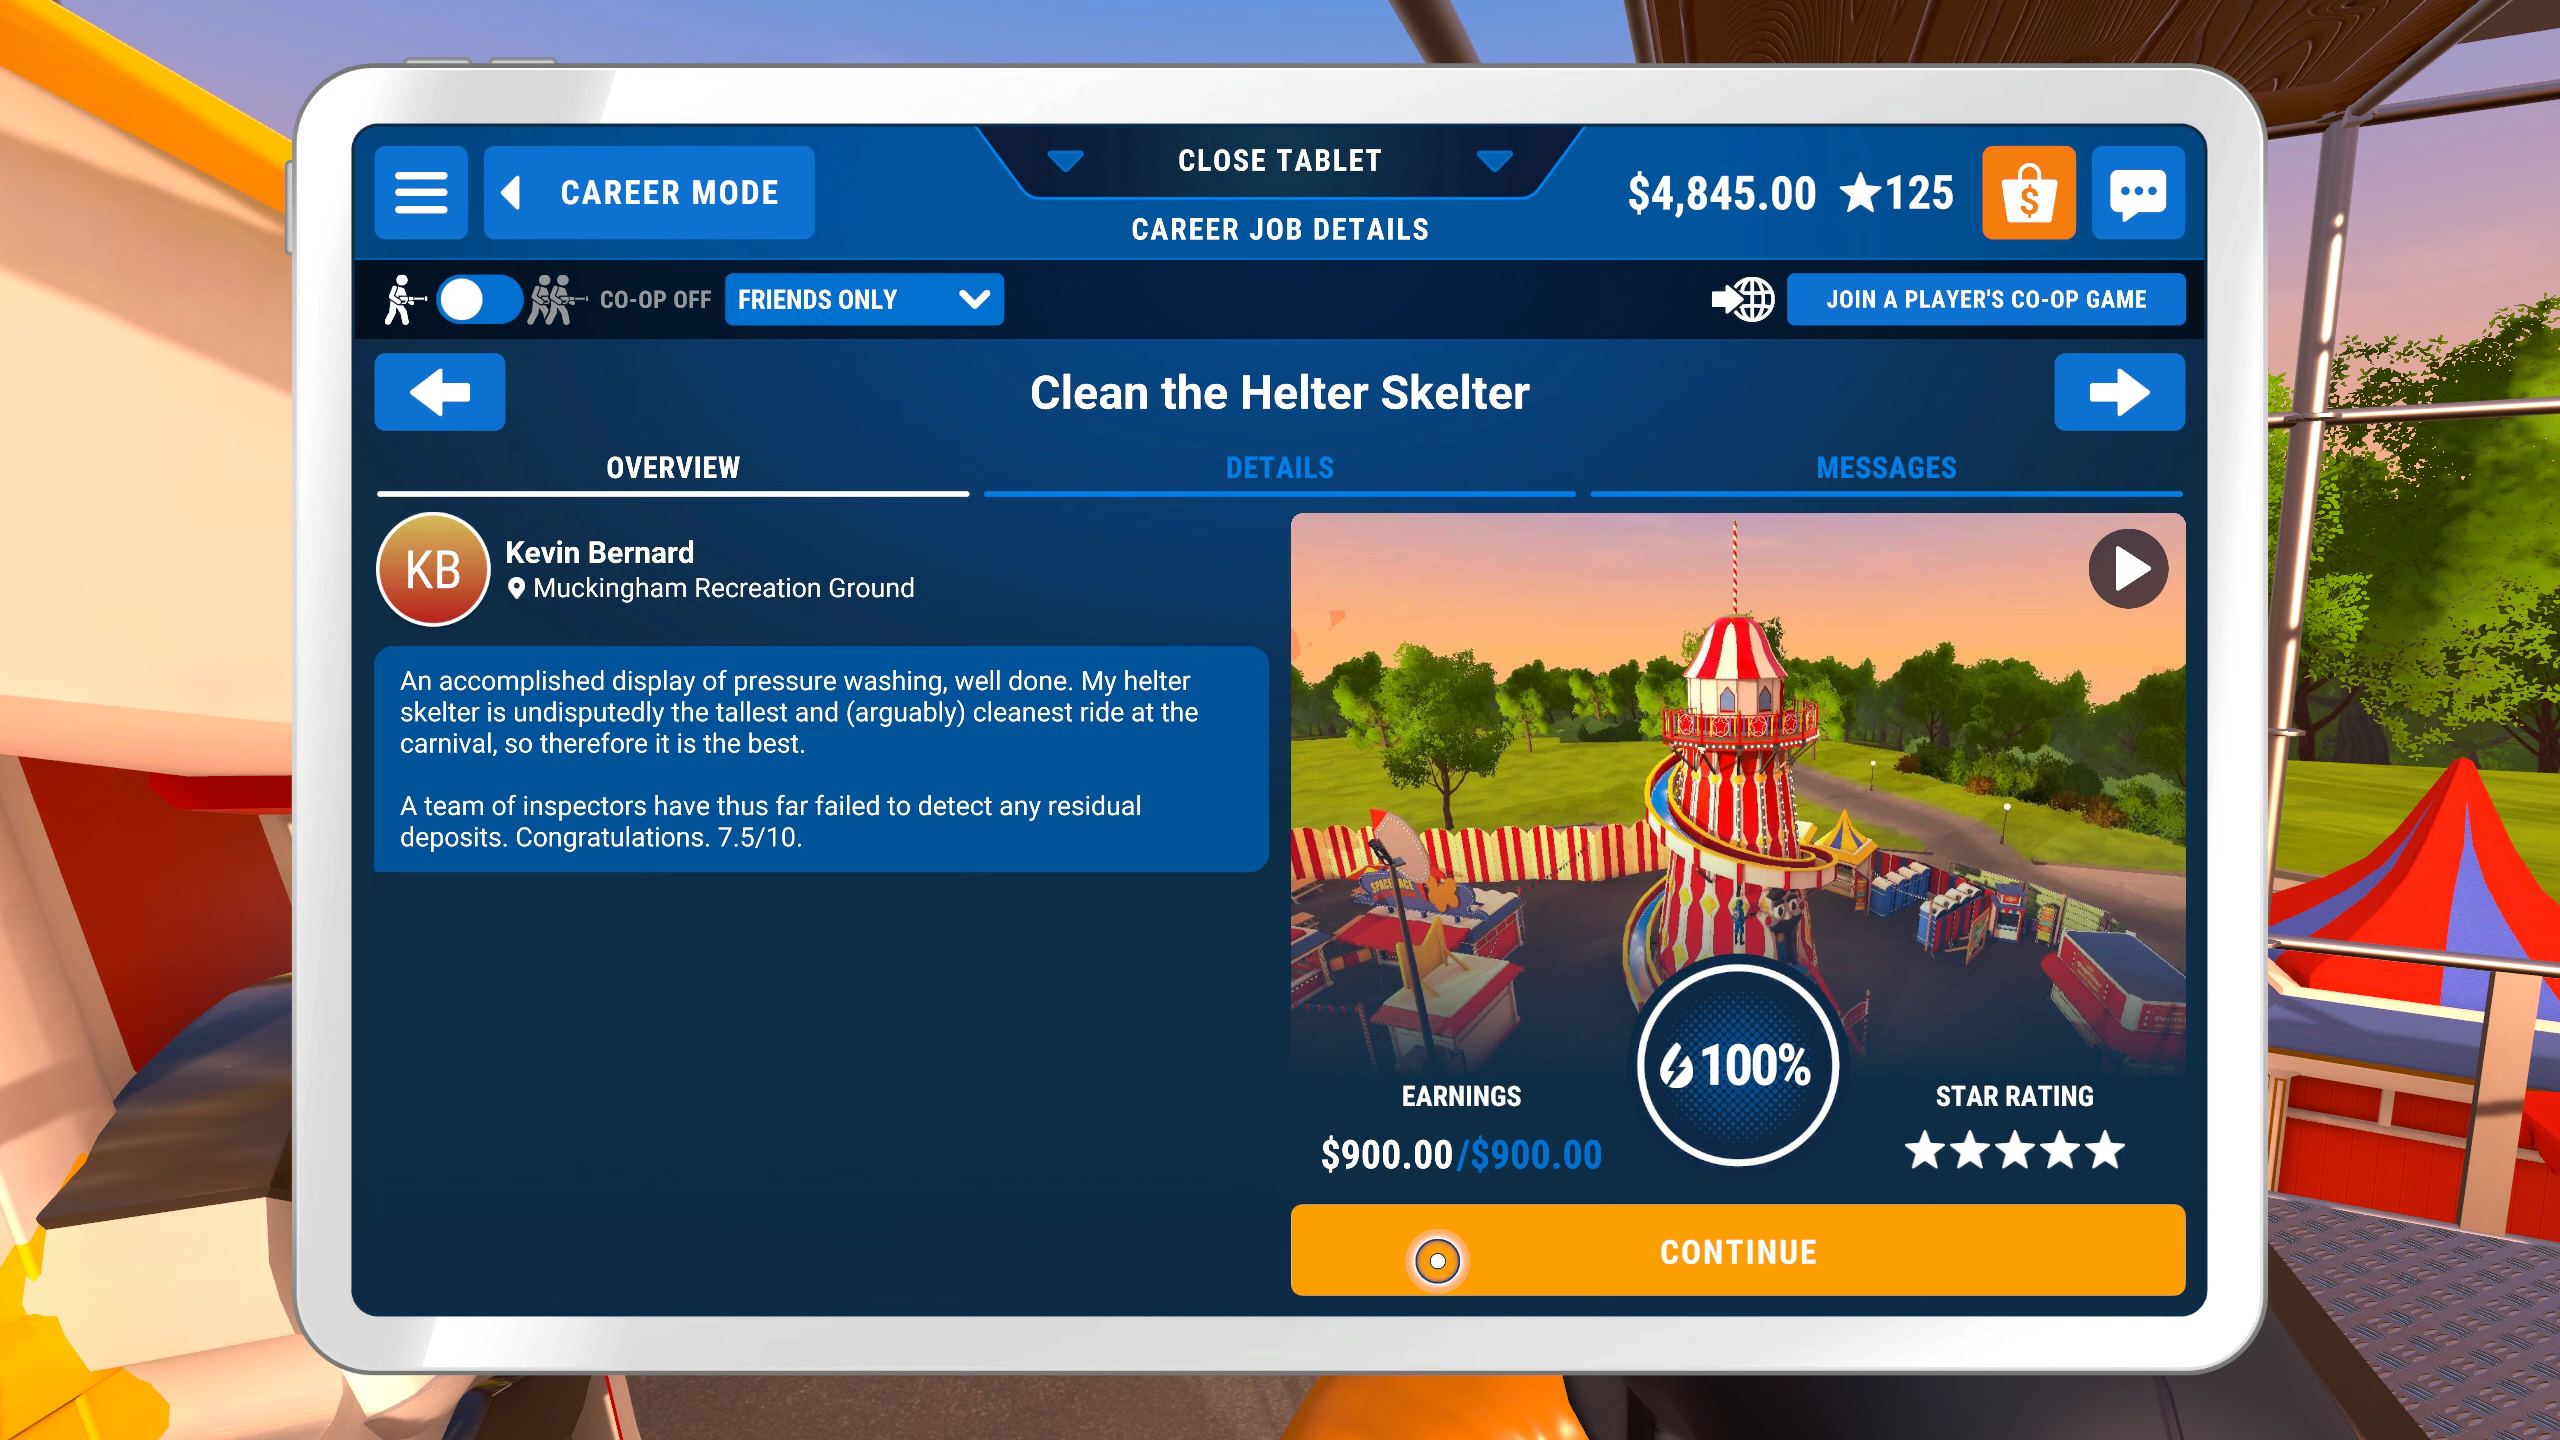 CLOSE TABLET
CAREER MODE
CAREER JOB DETAILS
$4,845.00 ★125
CO-OP OFF
FRIENDS ONLY
JOIN A PLAYER'S CO-OP GAME
Clean the Helter Skelter
OVERVIEW
DETAILS
MESSAGES
KB
Kevin Bernard
Muckingham Recreation Ground
An accomplished display of pressure washing, well done. My helter
skelter is undisputedly the tallest and (arguably) cleanest ride at the
carnival, so therefore it is the best.
A team of inspectors have thus far failed to detect any residual
deposits. Congratulations. 7.5/10.
100%
EARNINGS
$900.00/$900.00
STAR RATING
CONTINUE